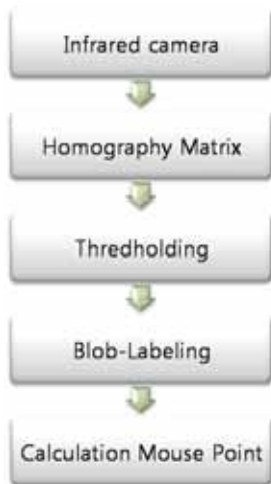 Infrared camera
Homography Matrix
Thredholding
Blob-Labeling
Calculation Mouse Point